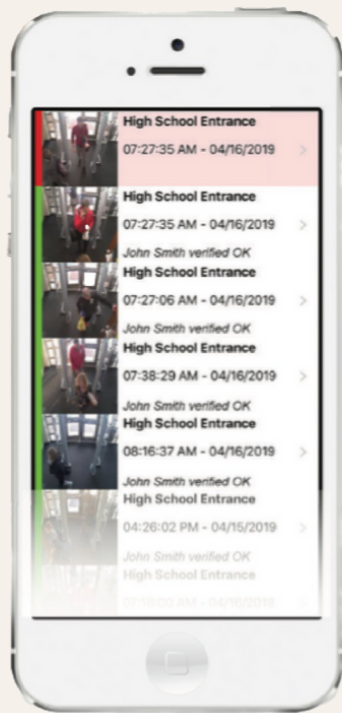 High School Entrance
07:27:35 AM - 04/16/2019
High School Entrance
07:27:35 AM - 04/16/2019
John Smith verified OK
High School Entrance
07:27:06 AM - 04/16/2019
John Smith verified OK
High School Entrance
07:38:29 AM - 04/16/2019
John Smith verified OK
High School Entrance
08:16:37 AM - 04/16/2019
John Smith verified OK
High School Entrance
04:26:02 PM - 04/15/2019
John Smith verified OK
High School Entrance